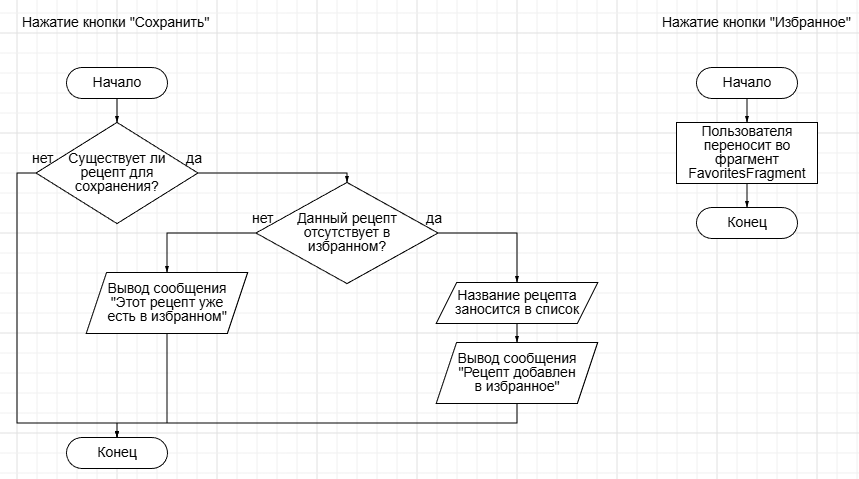 Нажатие кнопки "Сохранить"
Начало
нет
Существует ли
рецепт для
сохранения?
да
нет
Данный рецепт
отсутствует в
избранном?
да
Вывод сообщения
"Этот рецепт уже
есть в избранном"
Название рецепта
заносится в список
Вывод сообщения
"Рецепт добавлен
в избранное"
Конец
Нажатие кнопки "Избранное"
Начало
Пользователя
переносит во
фрагмент
FavoritesFragment
Конец